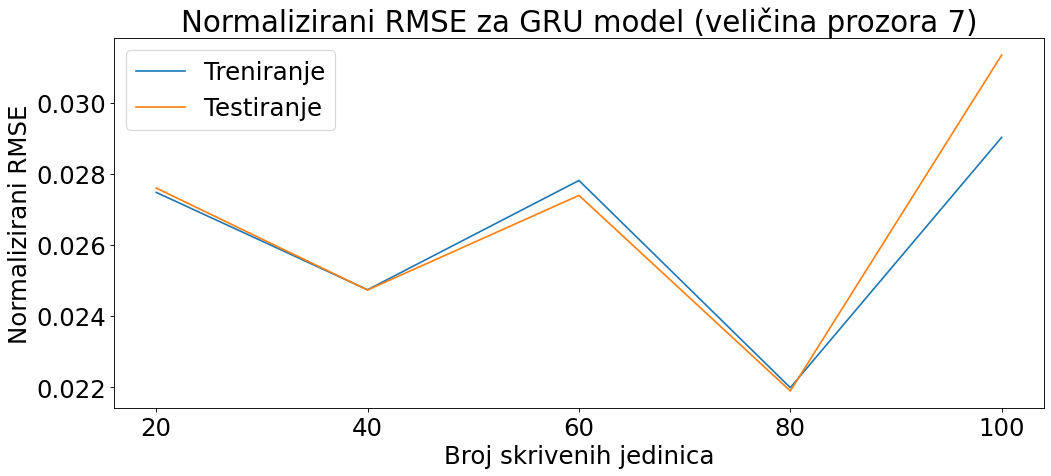 Normalizirani RMSE za GRU model (veličina prozora 7)
Treniranje
Testiranje
Normalizirani RMSE
0.030
0.028
0.026
0.024
0.022
20 40 60 80 100
Broj skrivenih jedinica